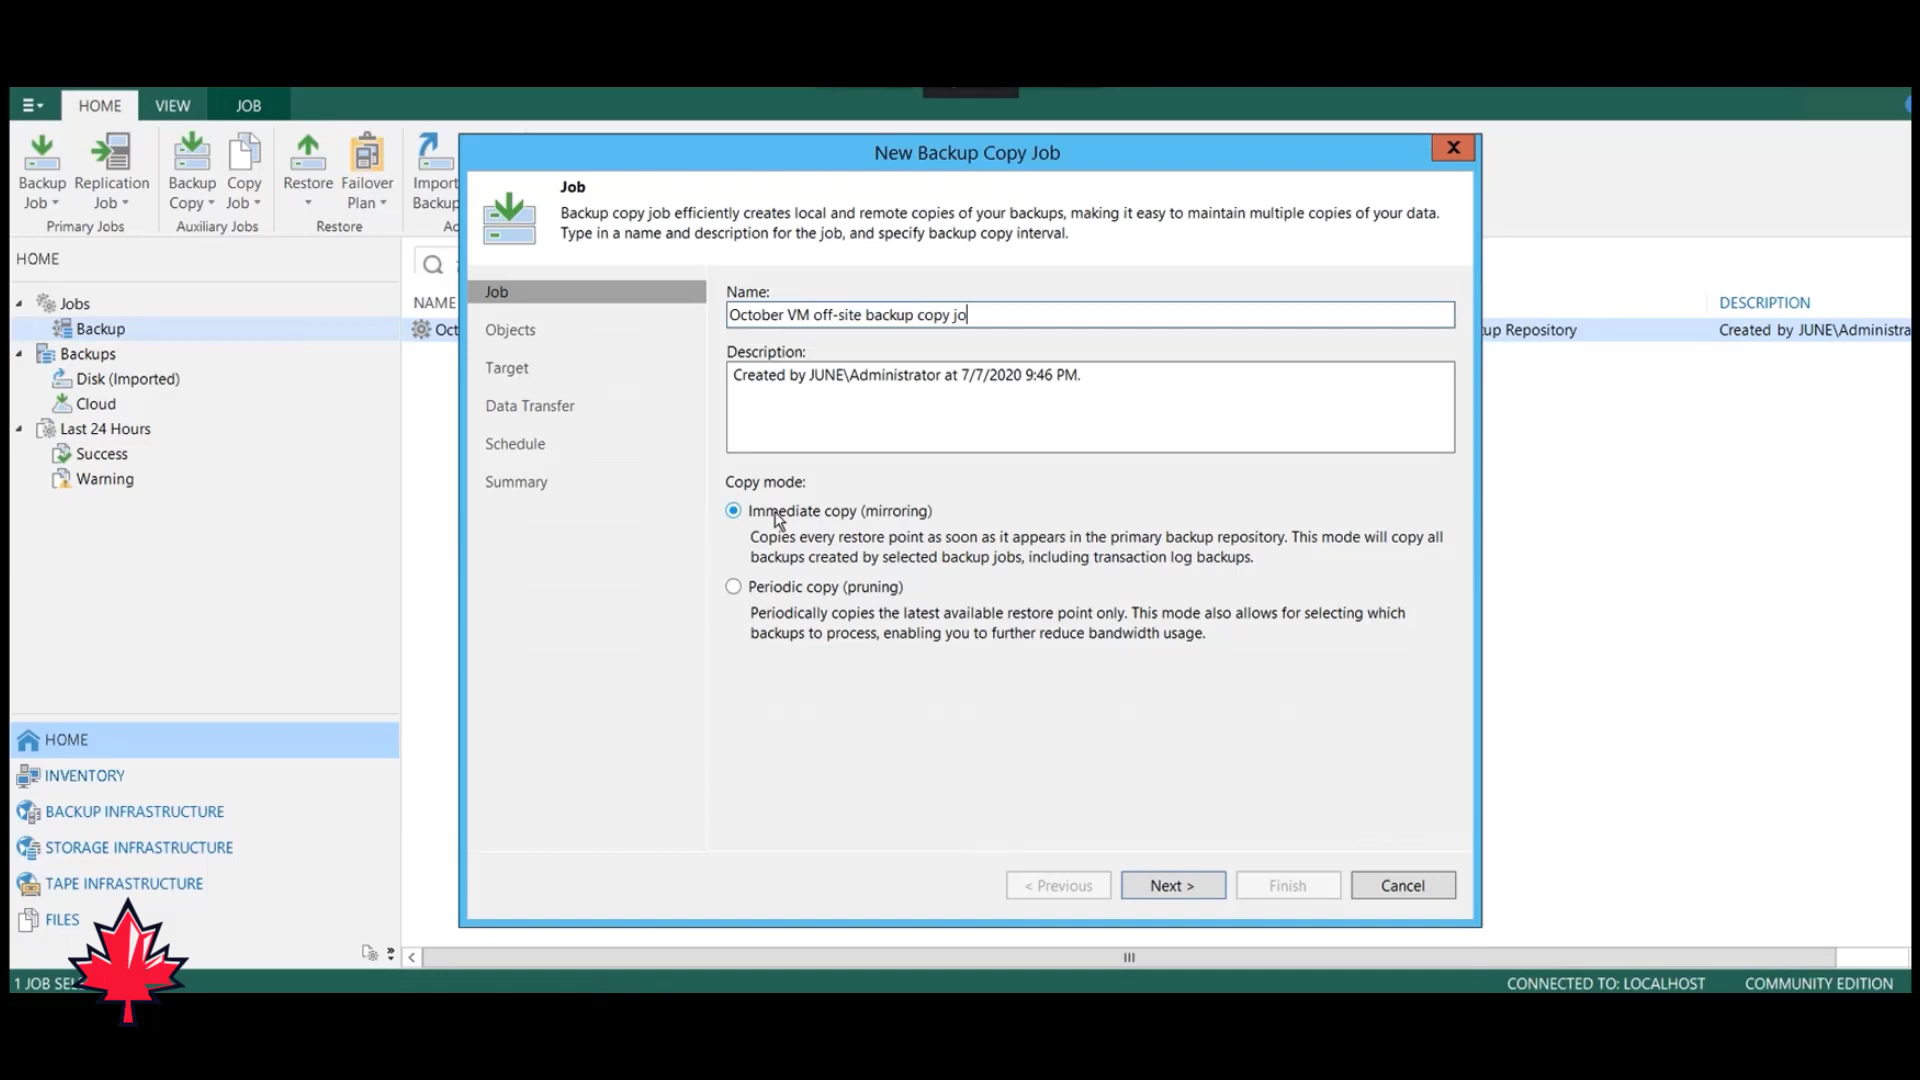 HOME
VIEW
JOB
Backup
Job
Replication
Job
Backup
Copy
Copy
Job
Restore
Failover
Plan
Import
Backup
Primary Jobs
Auxiliary Jobs
Restore
Ac
HOME
Jobs
Backup
Backups
Disk (Imported)
Cloud
Last 24 Hours
Success
Warning
HOME
INVENTORY
BACKUP INFRASTRUCTURE
STORAGE INFRASTRUCTURE
TAPE INFRASTRUCTURE
FILES
NAME
DESCRIPTION
Oct
up Repository
Created by JUNE\Administra
New Backup Copy Job
X
Job
Backup copy job efficiently creates local and remote copies of your backups, making it easy to maintain multiple copies of your data.
Type in a name and description for the job, and specify backup copy interval.
Job
Objects
Target
Data Transfer
Schedule
Summary
Name:
October VM off-site backup copy jo
Description:
Created by JUNE\Administrator at 7/7/2020 9:46 PM.
Copy mode:
Immediate copy (mirroring)
Copies every restore point as soon as it appears in the primary backup repository. This mode will copy all
backups created by selected backup jobs, including transaction log backups.
Periodic copy (pruning)
Periodically copies the latest available restore point only. This mode also allows for selecting which
backups to process, enabling you to further reduce bandwidth usage.
< Previous
Next >
Finish
Cancel
1 JOB SEL
CONNECTED TO: LOCALHOST
COMMUNITY EDITION